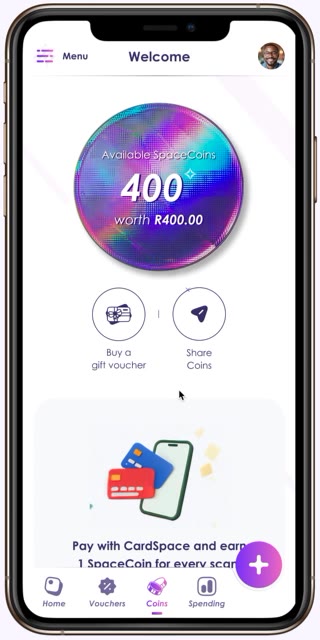 Menu
Welcome
Available SpaceCoins
400
worth R400.00
Buy a
gift voucher
Share
Coins
Pay with CardSpace and earn
1 SpaceCoin for every scan
Home
Vouchers
Coins
Spending